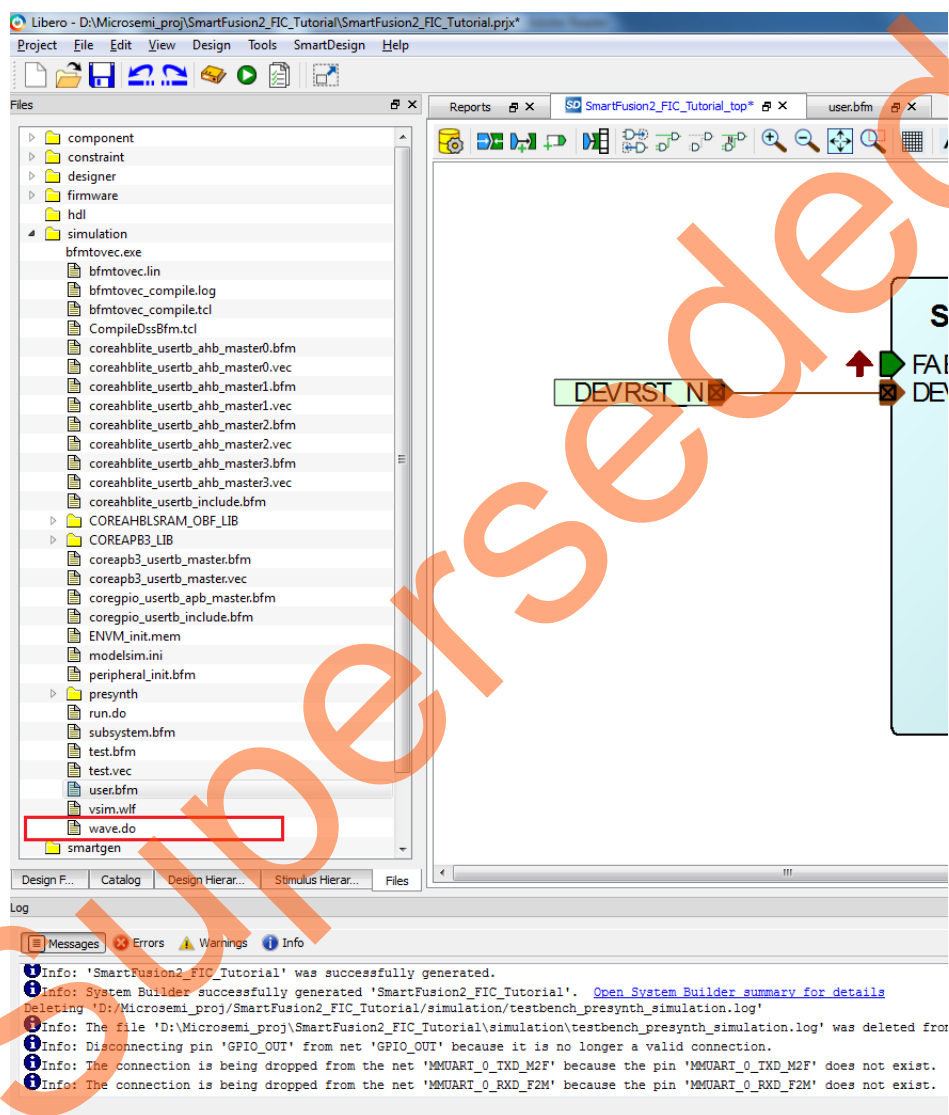 Libero - D:\Microsemi_proj\SmartFusion2_FIC_Tutorial\SmartFusion2_FIC_Tutorial.prjx*
Project File Edit View Design Tools SmartDesign Help
Files
Reports
SmartFusion2_FIC_Tutorial_top*
user.bfm
component
constraint
designer
firmware
hdl
simulation
bfmtovec.exe
bfmtovec.lin
bfmtovec_compile.log
bfmtovec_compile.tcl
CompileDssBfm.tcl
coreahblite_usertb_ahb_master0.bfm
coreahblite_usertb_ahb_master0.vec
coreahblite_usertb_ahb_master1.bfm
coreahblite_usertb_ahb_master1.vec
coreahblite_usertb_ahb_master2.bfm
coreahblite_usertb_ahb_master2.vec
coreahblite_usertb_ahb_master3.bfm
coreahblite_usertb_ahb_master3.vec
coreahblite_usertb_include.bfm
COREAHBLSRAM_OBF_LIB
COREAPB3_LIB
coreapb3_usertb_master.bfm
coreapb3_usertb_master.vec
coregpio_usertb_apb_master.bfm
coregpio_usertb_include.bfm
ENVM_init.mem
modelsim.ini
peripheral_init.bfm
presynth
run.do
subsystem.bfm
test.bfm
test.vec
user.bfm
vsim.wlf
wave.do
smartgen
S
FAB
DEVRST_N
DEV
Superseded
Design F... Catalog Design Hierar... Stimulus Hierar... Files
Log
Messages Errors Warnings Info
Info: 'SmartFusion2_FIC_Tutorial' was successfully generated.
Info: System Builder successfully generated 'SmartFusion2_FIC_Tutorial'. Open System Builder summary for details
Deleting 'D:/Microsemi_proj/SmartFusion2_FIC_Tutorial/simulation/testbench_presynth_simulation.log'
Info: The file 'D:\Microsemi_proj\SmartFusion2_FIC_Tutorial\simulation\testbench_presynth_simulation.log' was deleted fro
Info: Disconnecting pin 'GPIO_OUT' from net 'GPIO_OUT' because it is no longer a valid connection.
Info: The connection is being dropped from the net 'MMUART_0_TXD_M2F' because the pin 'MMUART_0_TXD_M2F' does not exist.
Info: The connection is being dropped from the net 'MMUART_0_RXD_F2M' because the pin 'MMUART_0_RXD_F2M' does not exist.